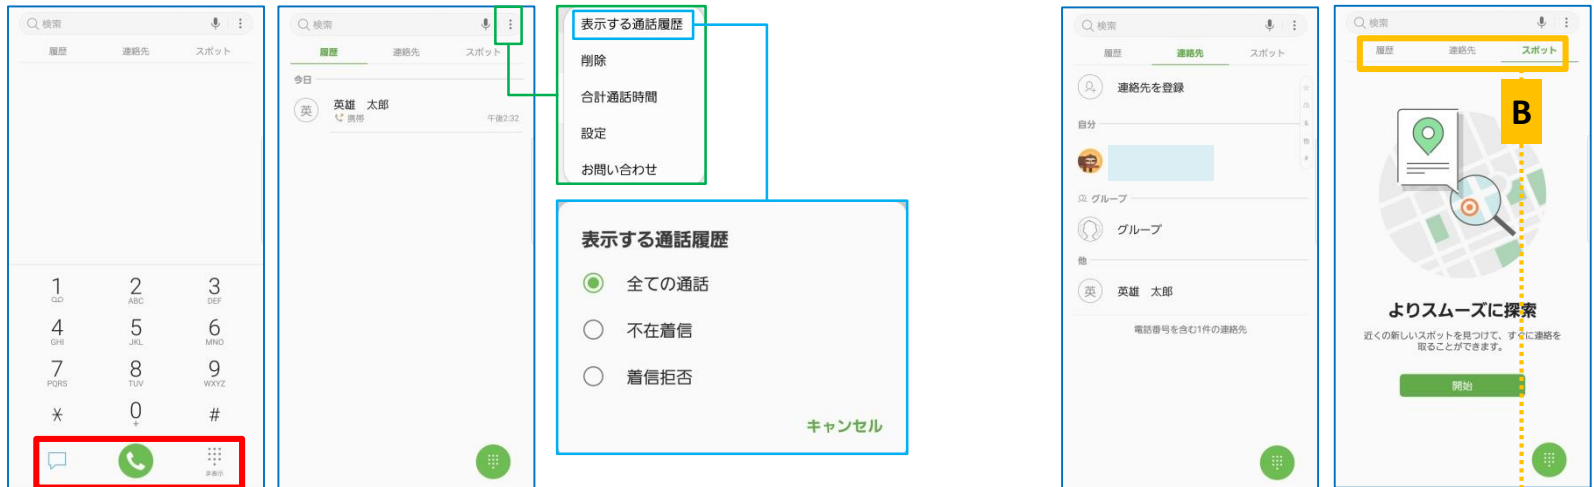 検索
履歴 連絡先 スポット
1
2 ABC
3 DEF
4 GHI
5 JKL
6 MNO
7 PQRS
8 TUV
9 WXYZ
*
0 +
#
非表示
検索
履歴 連絡先 スポット
今日
英 英雄 太郎
携帯 午後2:32
表示する通話履歴
削除
合計通話時間
設定
お問い合わせ
表示する通話履歴
全ての通話
不在着信
着信拒否
キャンセル
検索
履歴 連絡先 スポット
連絡先を登録
自分
グループ
グループ
他
英 英雄 太郎
電話番号を含む1件の連絡先
検索
履歴 連絡先 スポット
B
よりスムーズに探索
近くの新しいスポットを見つけて、すぐに連絡を
取ることができます。
開始